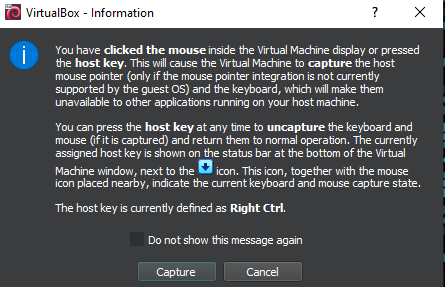 VirtualBox - Information
?
You have clicked the mouse inside the Virtual Machine display or pressed
the host key. This will cause the Virtual Machine to capture the host
mouse pointer (only if the mouse pointer integration is not currently
supported by the guest OS) and the keyboard, which will make them
unavailable to other applications running on your host machine.
You can press the host key at any time to uncapture the keyboard and
mouse (if it is captured) and return them to normal operation. The currently
assigned host key is shown on the status bar at the bottom of the Virtual
Machine window, next to the icon. This icon, together with the mouse
icon placed nearby, indicate the current keyboard and mouse capture state.
The host key is currently defined as Right Ctrl.
Do not show this message again
Capture
Cancel